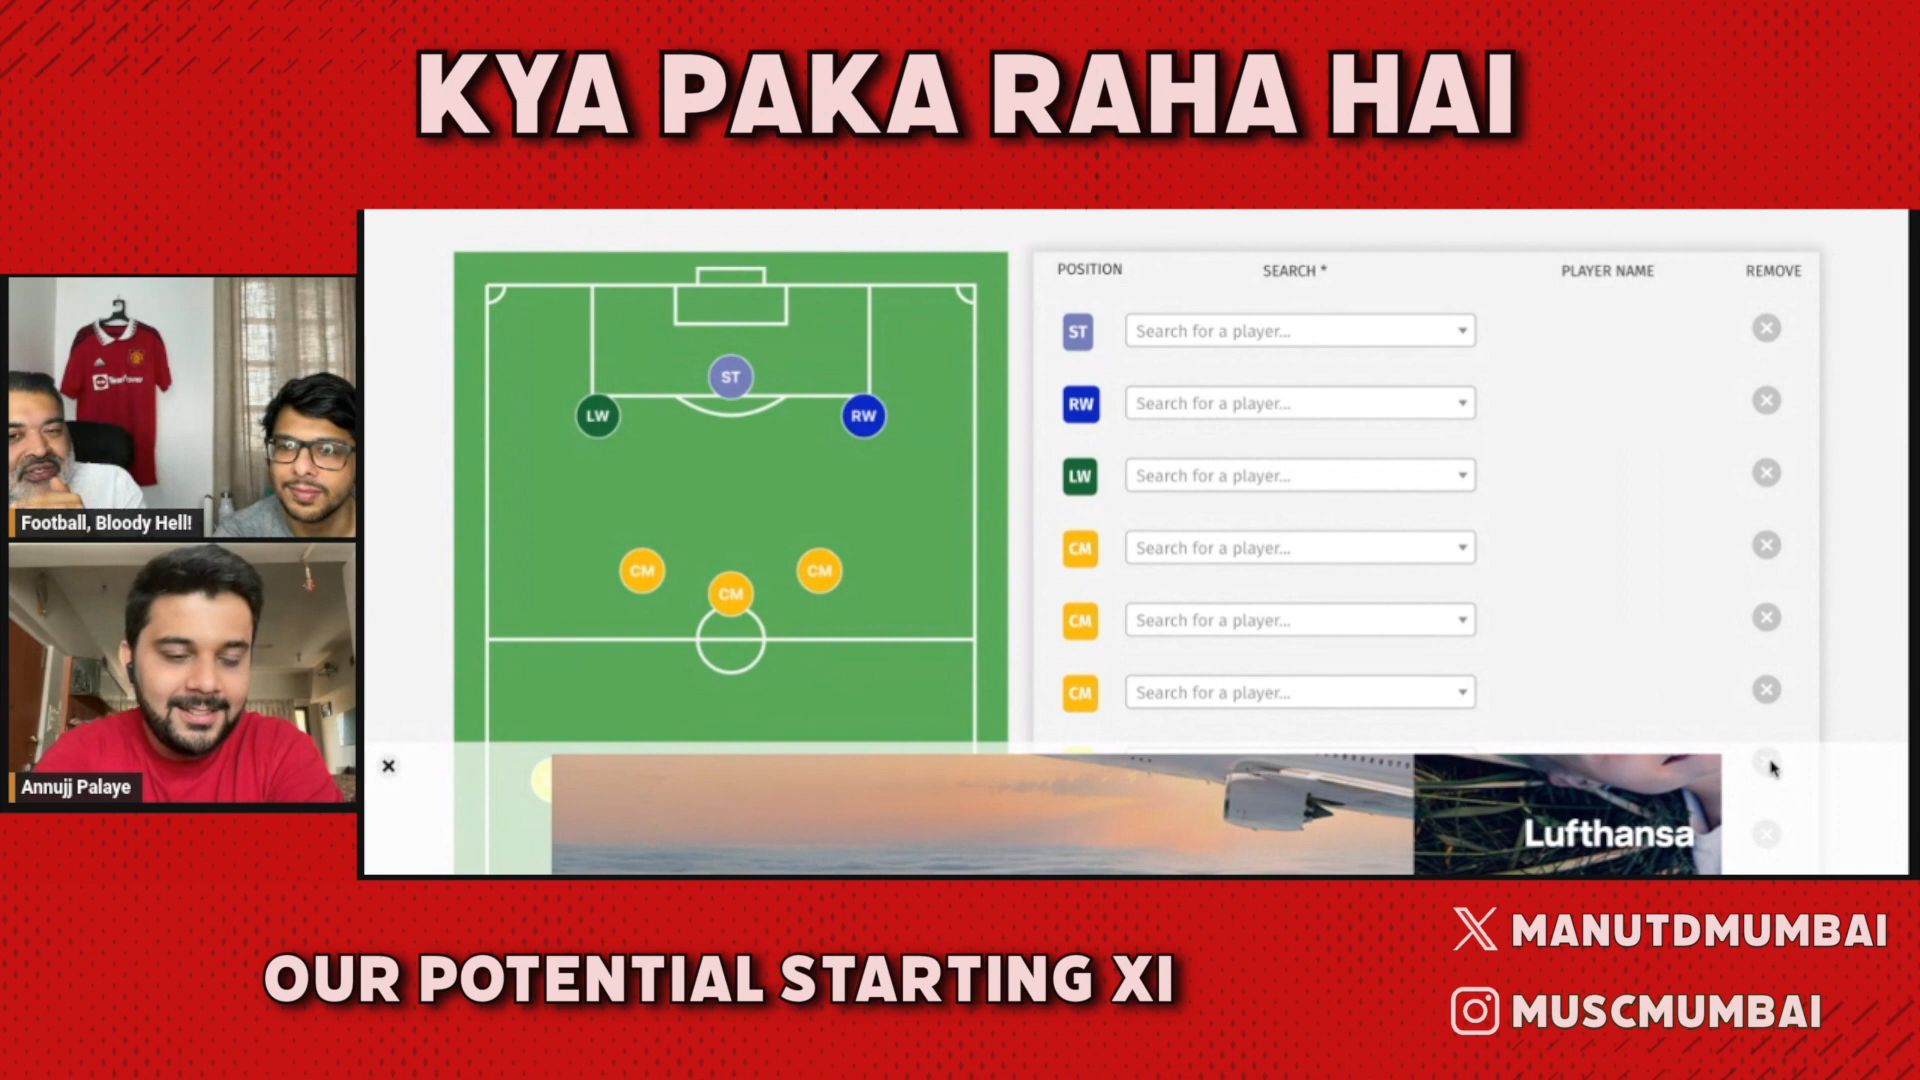 KYA PAKA RAHA HAI
POSITION
SEARCH *
PLAYER NAME
REMOVE
ST
Search for a player...
RW
Search for a player...
LW
Search for a player...
CM
Search for a player...
CM
Search for a player...
CM
Search for a player...
ST
LW
RW
CM
CM
CM
Football, Bloody Hell!
Annujj Palaye
Lufthansa
OUR POTENTIAL STARTING XI
MANUTDMUMBAI
MUSCMUMBAI